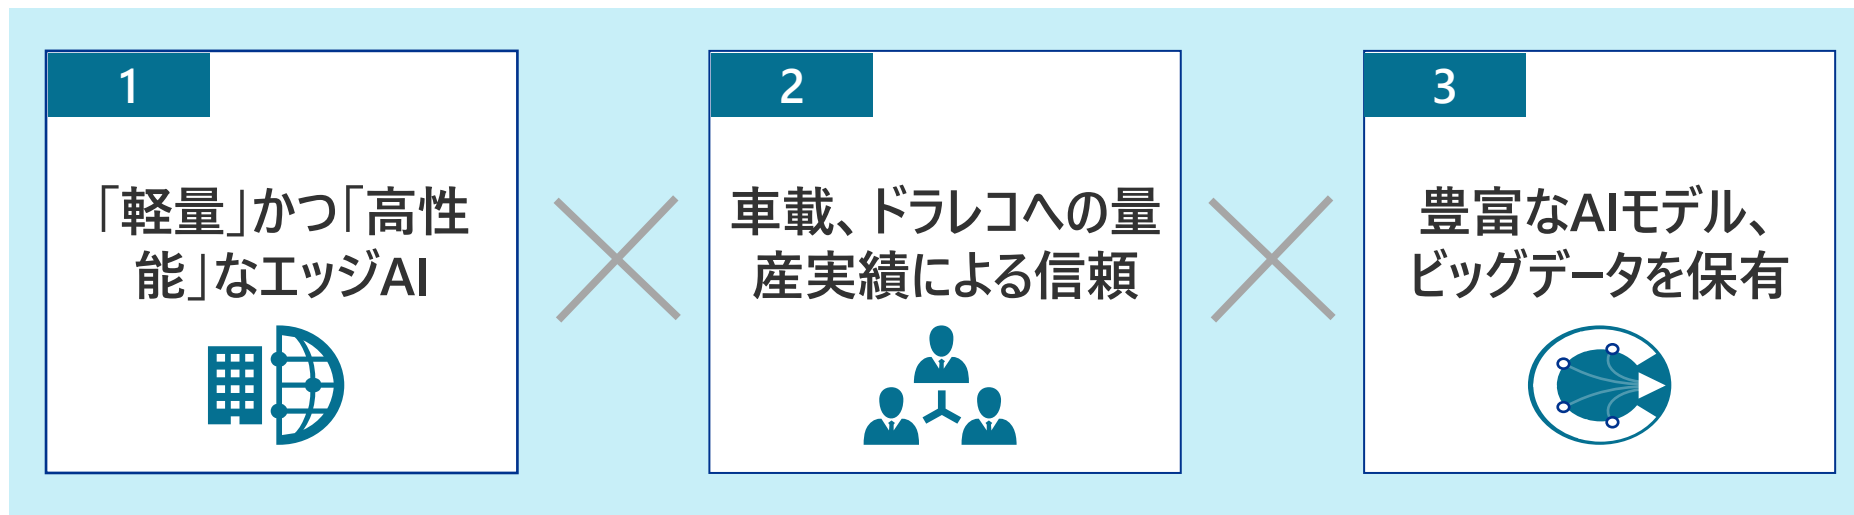 1
「軽量」かつ「高性
能」なエッジAI
2
車載、ドラレコへの量
産実績による信頼
3
豊富なAIモデル、
ビッグデータを保有